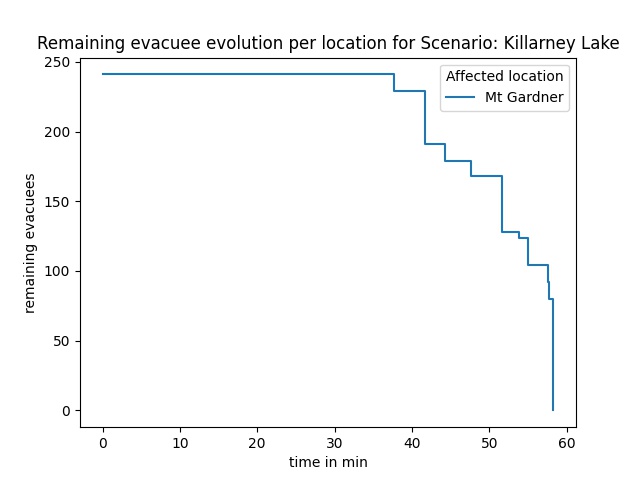 Remaining evacuee evolution per location for Scenario: Killarney Lake
250
200
150
100
50
0
remaining evacuees
Affected location
Mt Gardner
0 10 20 30 40 50 60
time in min